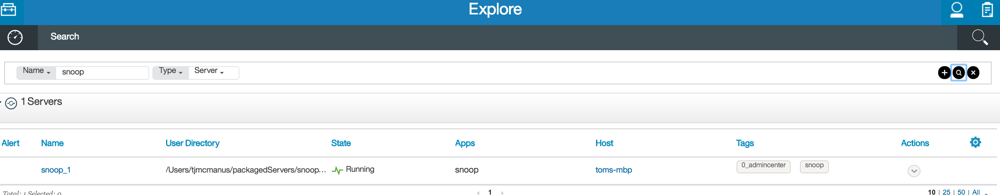 Explore
Search
Name snoop Type Server
1 Servers
Alert Name User Directory State Apps Host Tags Actions
snoop_1 /Users/tjmcmanus/packagedServers/snoop... Running snoop toms-mbp 0_admincenter snoop
Total: 1 Selected: 0 1 10 | 25 | 50 | All